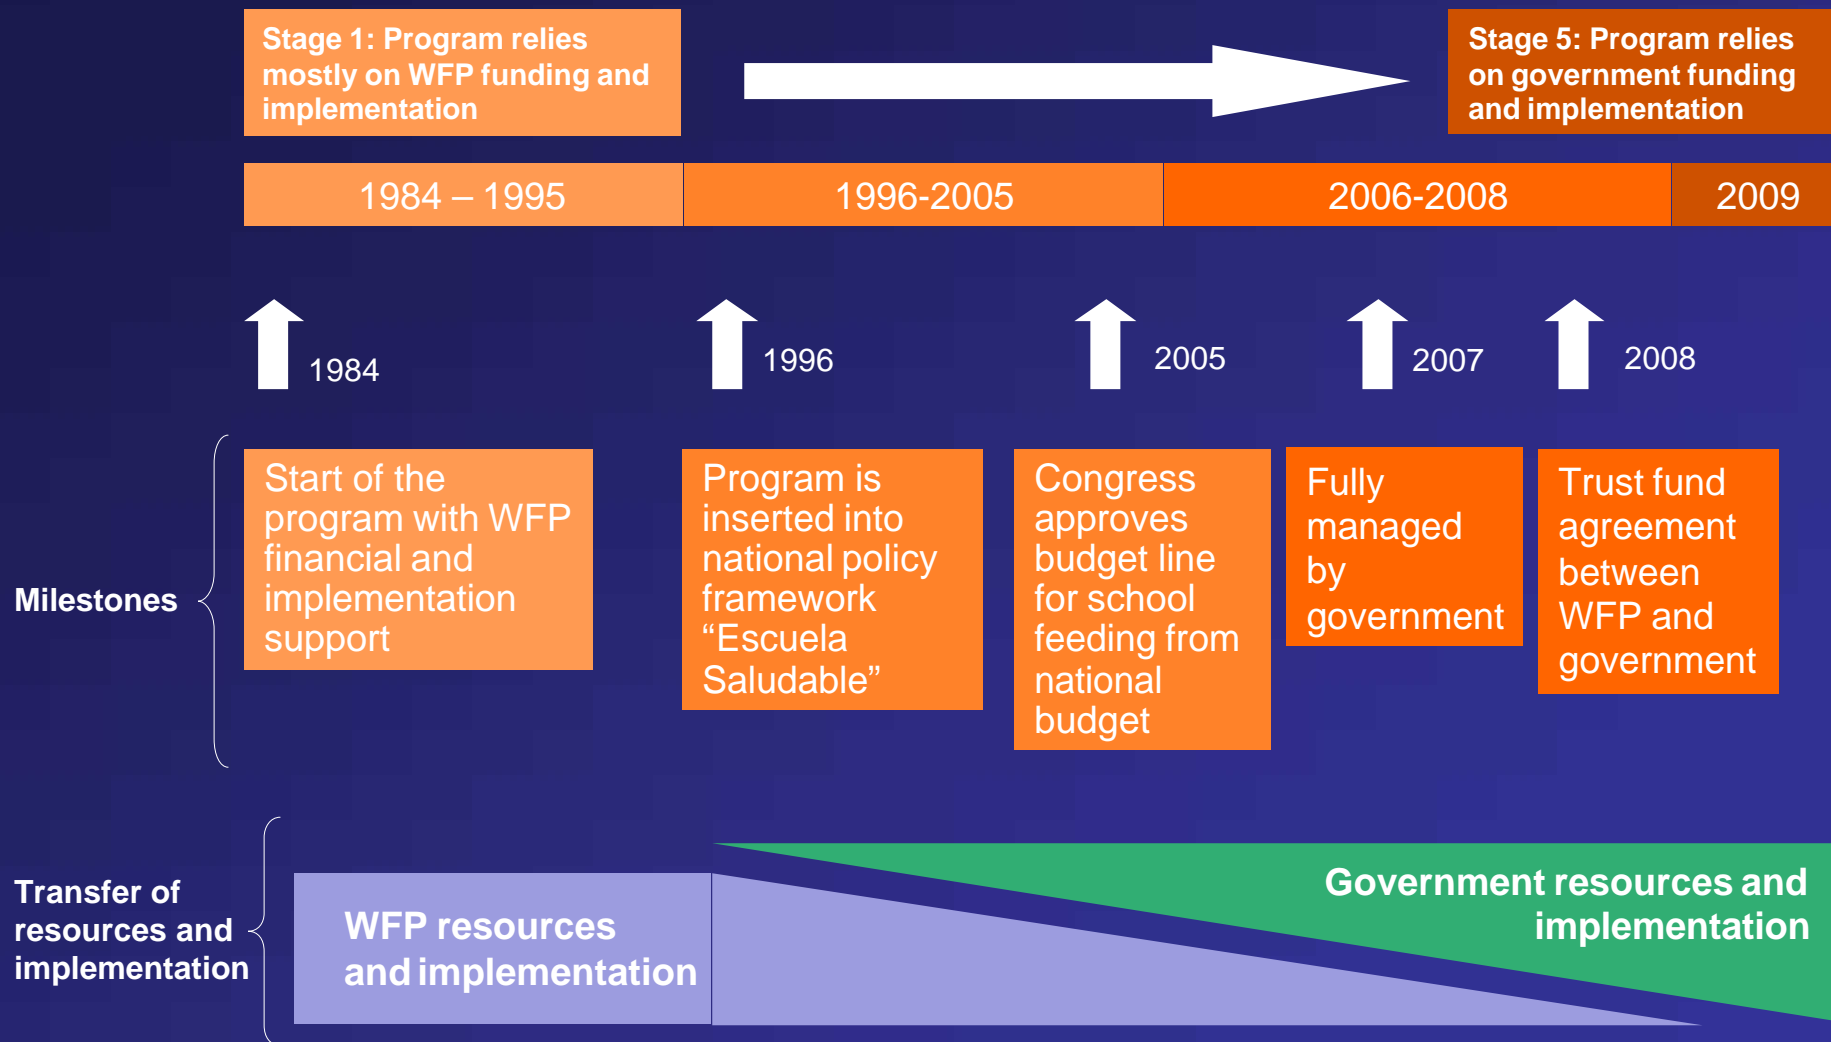 Stage 1: Program relies
mostly on WFP funding and
implementation
Stage 5: Program relies
on government funding
and implementation
1984 – 1995
1996-2005
2006-2008
2009
1984
1996
2005
2007
2008
Milestones
Start of the
program with WFP
financial and
implementation
support
Program is
inserted into
national policy
framework
“Escuela
Saludable”
Congress
approves
budget line
for school
feeding from
national
budget
Fully
managed
by
government
Trust fund
agreement
between
WFP and
government
Transfer of
resources and
implementation
WFP resources
and implementation
Government resources and
implementation